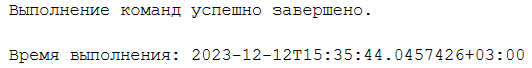 Выполнение команд успешно завершено.
Время выполнения: 2023-12-12T15:35:44.0457426+03:00